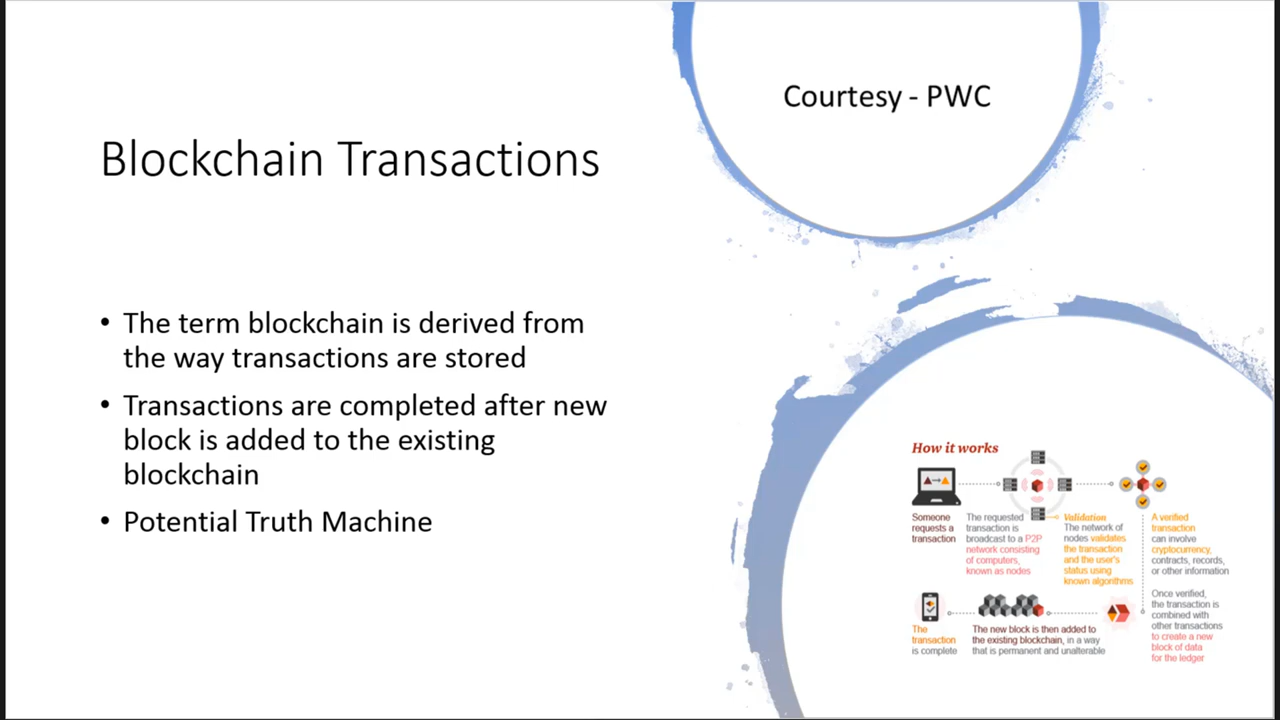 Courtesy - PWC
Blockchain Transactions
• The term blockchain is derived from
the way transactions are stored
• Transactions are completed after new
block is added to the existing
blockchain
• Potential Truth Machine
How it works
Someone
requests a
transaction
The requested
transaction is
broadcast to a P2P
network consisting
of computers,
known as nodes
Validation
The network of
nodes validates
the transaction
and the user's
status using
known algorithms
A verified
transaction
can involve
cryptocurrency,
contracts, records,
or other information
Once verified,
the transaction is
combined with
other transactions
to create a new
block of data
for the ledger
The new block is then added to
the existing blockchain, in a way
that is permanent and unalterable
The
transaction
is complete